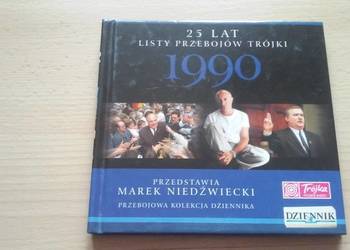 25 LAT
LISTY PRZEBOJÓW TRÓJKI
1990
PRZEDSTAWIA
MAREK NIEDŹWIECKI
PRZEBOJOWA KOLEKCJA DZIENNIKA
Trójka
DZIENNIK